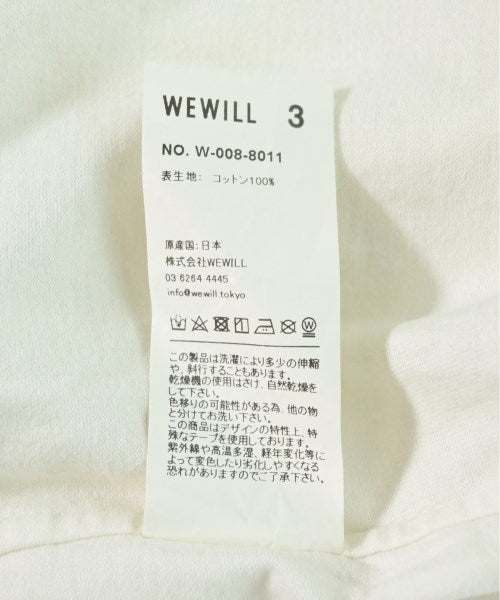 WEWILL 3
NO. W-008-8011
表生地: コットン100%
原産国:日本
株式会社WEWILL
03 6264 4445
info@wewill.tokyo
この製品は洗濯により多少の伸縮
や、斜行することもあります。
乾燥機の使用はさけ、自然乾燥を
して下さい。
色移りの可能性がある為、他の物
と分けてお洗い下さい。
この商品はデザインの特性上、特
殊なテープを使用しております。
紫外線や高温多湿、経年変化等に
よって変色したり劣化しやすくなる
恐れがありますのでご了承下さい。